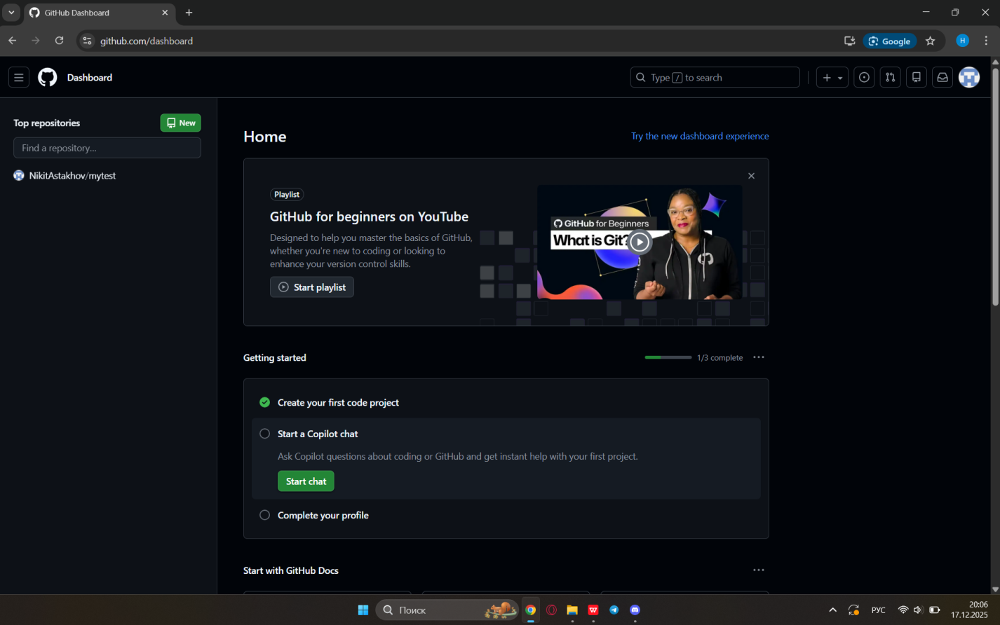 GitHub Dashboard
github.com/dashboard
Google
H
Dashboard
Type / to search
Top repositories
New
Find a repository...
NikitAstakhov/mytest
Home
Try the new dashboard experience
Playlist
GitHub for beginners on YouTube
Designed to help you master the basics of GitHub,
whether you're new to coding or looking to
enhance your version control skills.
Start playlist
GitHub for Beginners
What is Git?
Getting started
1/3 complete
Create your first code project
Start a Copilot chat
Ask Copilot questions about coding or GitHub and get instant help with your first project.
Start chat
Complete your profile
Start with GitHub Docs
Поиск
W
РУС
20:06
17.12.2025